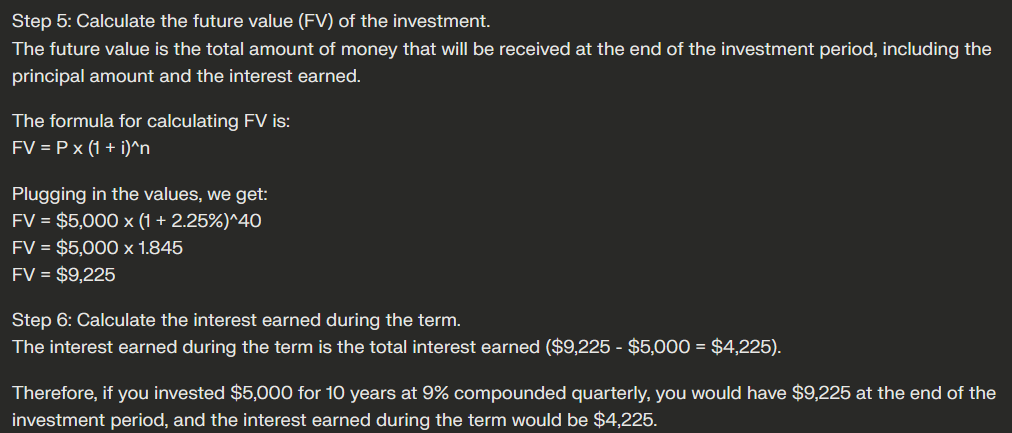 Step 5: Calculate the future value (FV) of the investment.
The future value is the total amount of money that will be received at the end of the investment period, including the
principal amount and the interest earned.
The formula for calculating FV is:
FV = P x (1 + i)^n
Plugging in the values, we get:
FV = $5,000 x (1 + 2.25%)^40
FV = $5,000 x 1.845
FV = $9,225
Step 6: Calculate the interest earned during the term.
The interest earned during the term is the total interest earned ($9,225 - $5,000 = $4,225).
Therefore, if you invested $5,000 for 10 years at 9% compounded quarterly, you would have $9,225 at the end of the
investment period, and the interest earned during the term would be $4,225.